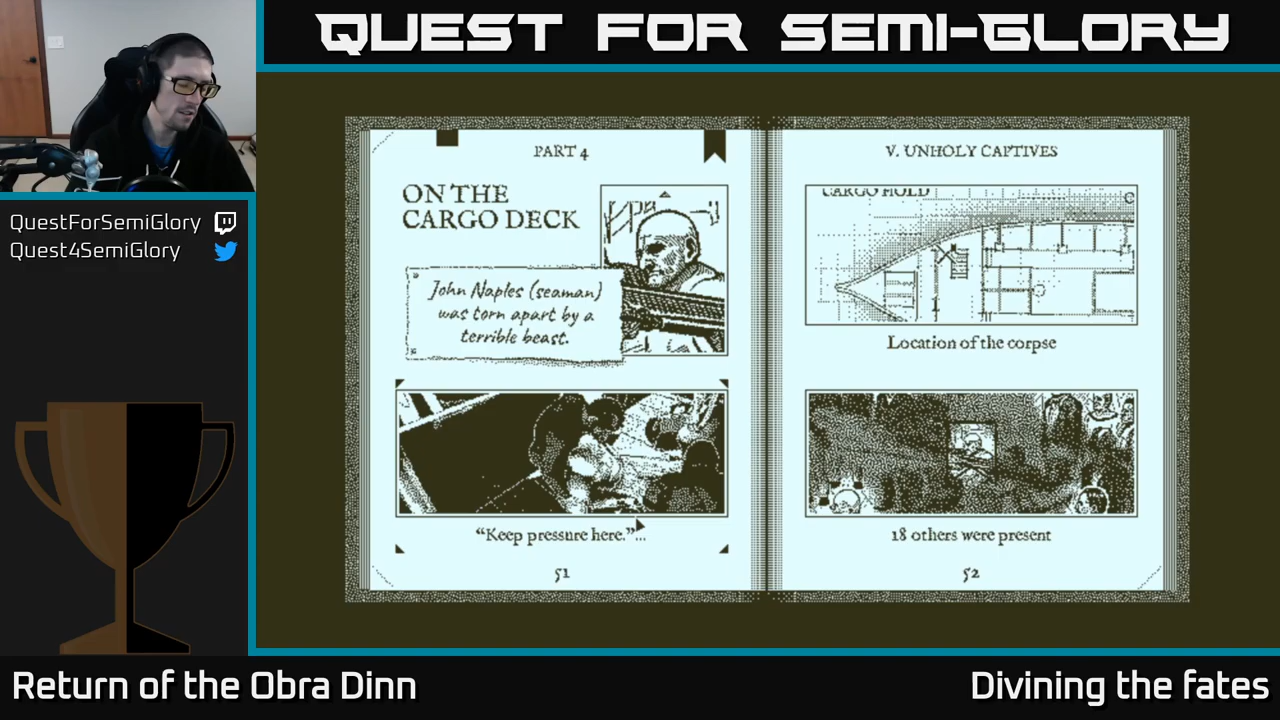 QUEST FOR SEMI-GLORY
QuestForSemiGlory
Quest4SemiGlory
PART 4
ON THE
CARGO DECK
John Naples (seaman)
was torn apart by a
terrible beast.
"Keep pressure here."...
51
V. UNHOLY CAPTIVES
CARGO HOLD
Location of the corpse
18 others were present
52
Return of the Obra Dinn
Divining the fates